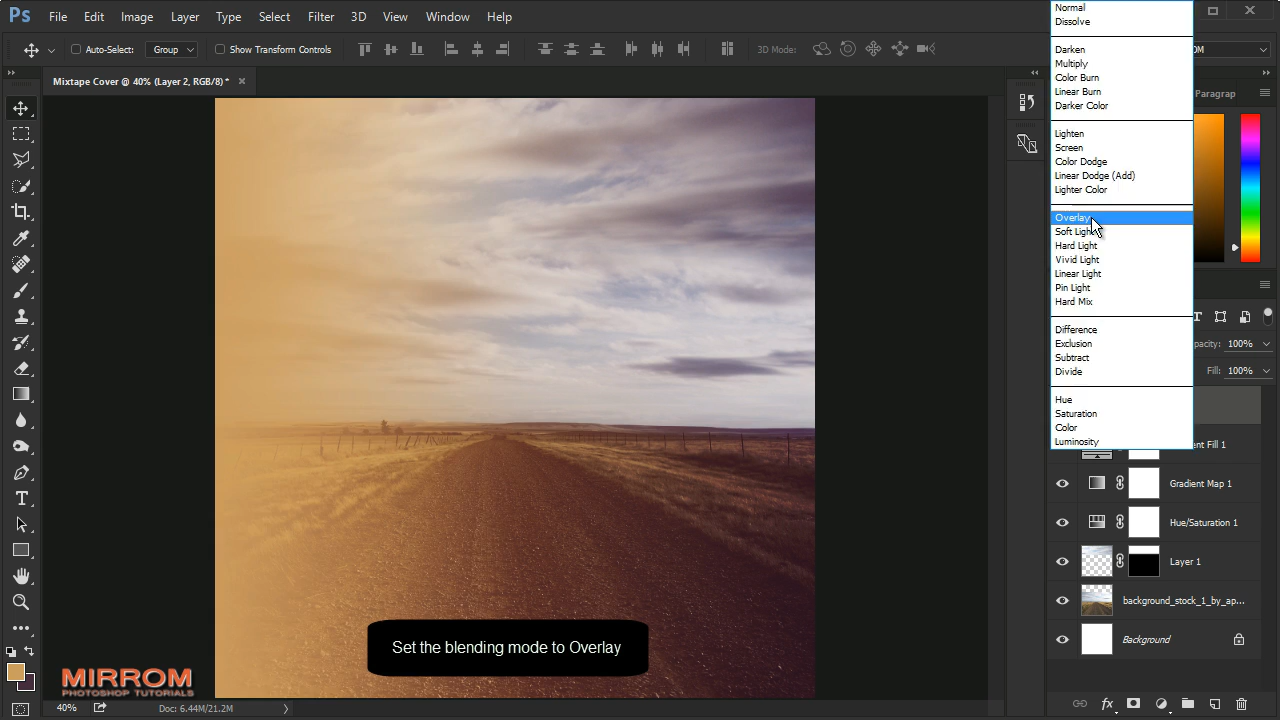 Ps File Edit Image Layer Type Select Filter 3D View Window Help
Auto-Select: Group Show Transform Controls 3D Mode:
Mixtape Cover @ 40% (Layer 2, RGB/8) *
Normal
Dissolve
Darken
Multiply
Color Burn
Linear Burn
Darker Color
Lighten
Screen
Color Dodge
Linear Dodge (Add)
Lighter Color
Overlay
Soft Light
Hard Light
Vivid Light
Linear Light
Pin Light
Hard Mix
Difference
Exclusion
Subtract
Divide
Hue
Saturation
Color
Luminosity
Paragrap
pacity: 100%
Fill: 100%
ent Fill 1
Gradient Map 1
Hue/Saturation 1
Layer 1
background_stock_1_by_ap...
Background
fx
Set the blending mode to Overlay
MIRROM
PHOTOSHOP TUTORIALS
40% Doc: 6.44M/21.2M